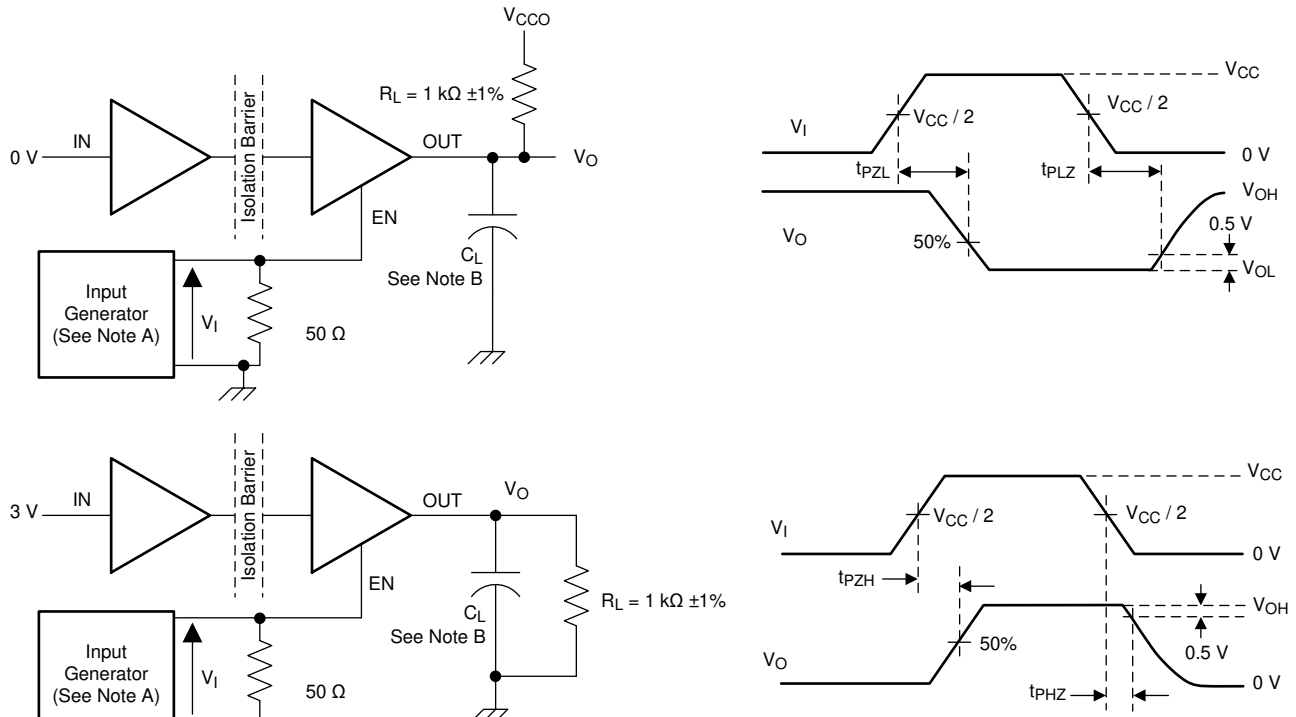 VCCO
RL = 1 kΩ ±1%
IN
0 V
Isolation Barrier
OUT
VO
EN
CL
See Note B
Input
Generator
(See Note A)
VI
50 Ω
VCC
VCC / 2
VCC / 2
VI
0 V
tPZL
tPLZ
VOH
0.5 V
VO
50%
VOL
IN
3 V
Isolation Barrier
OUT
VO
EN
CL
See Note B
RL = 1 kΩ ±1%
Input
Generator
(See Note A)
VI
50 Ω
VCC
VCC / 2
VCC / 2
VI
0 V
tPZH
VOH
50%
0.5 V
VO
0 V
tPHZ